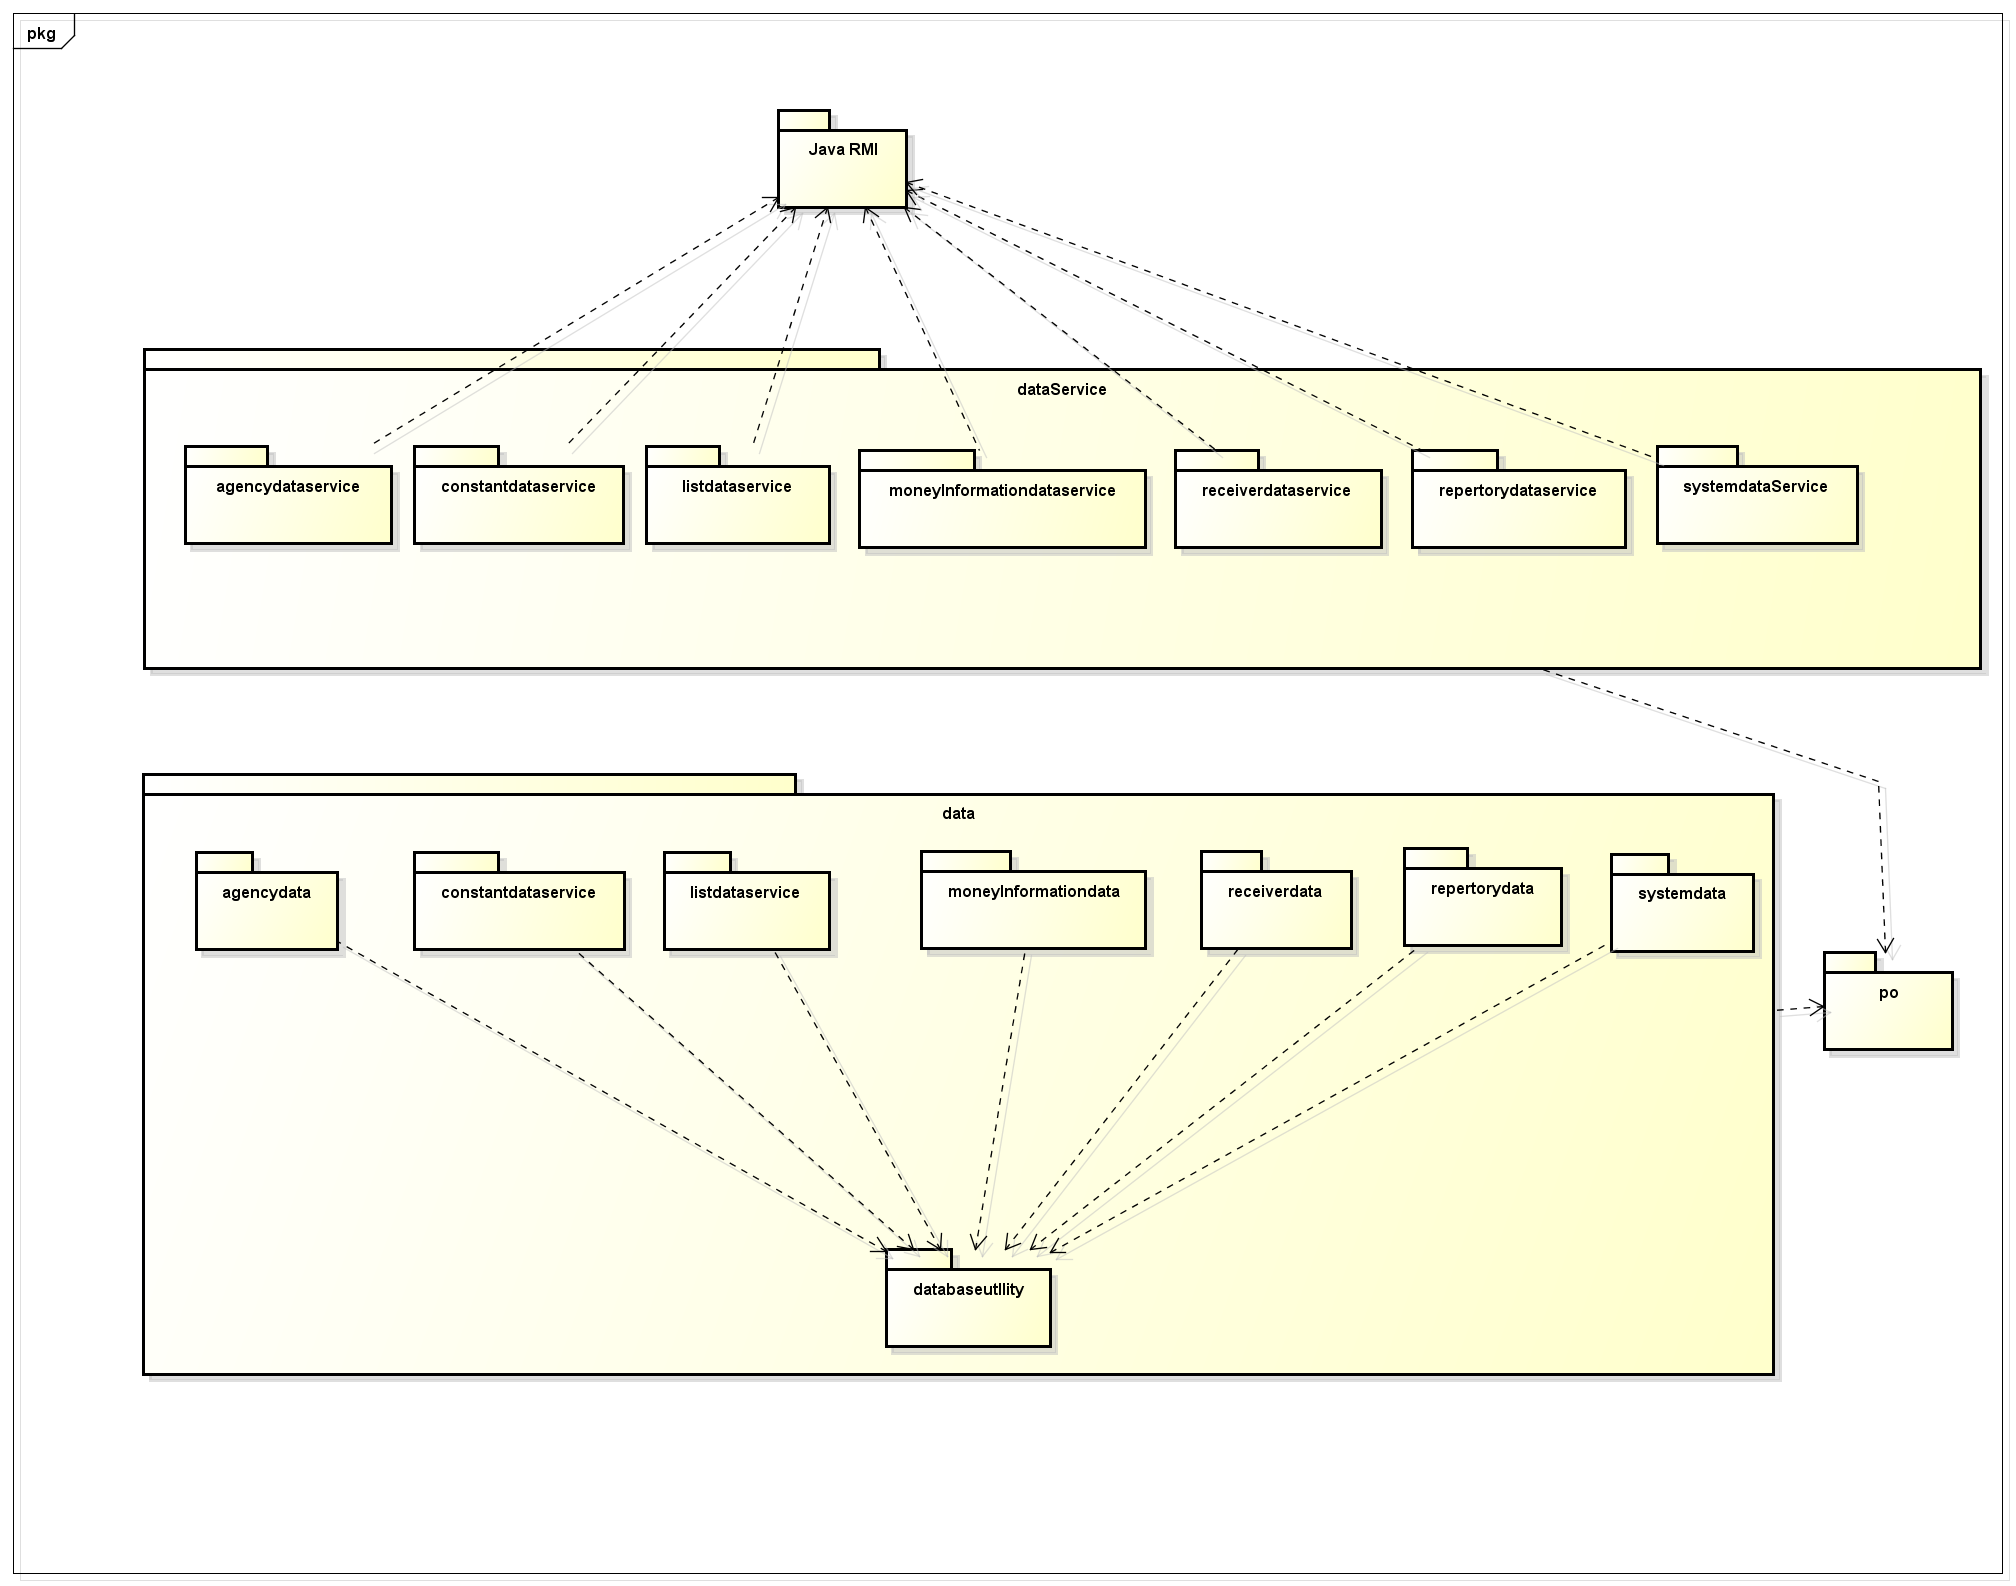 pkg
Java RMI
dataService
agencydataservice
constantdataservice
listdataservice
moneyInformationdataservice
receiverdataservice
repertorydataservice
systemdataService
data
agencydata
constantdataservice
listdataservice
moneyInformationdata
receiverdata
repertorydata
systemdata
po
databaseutility